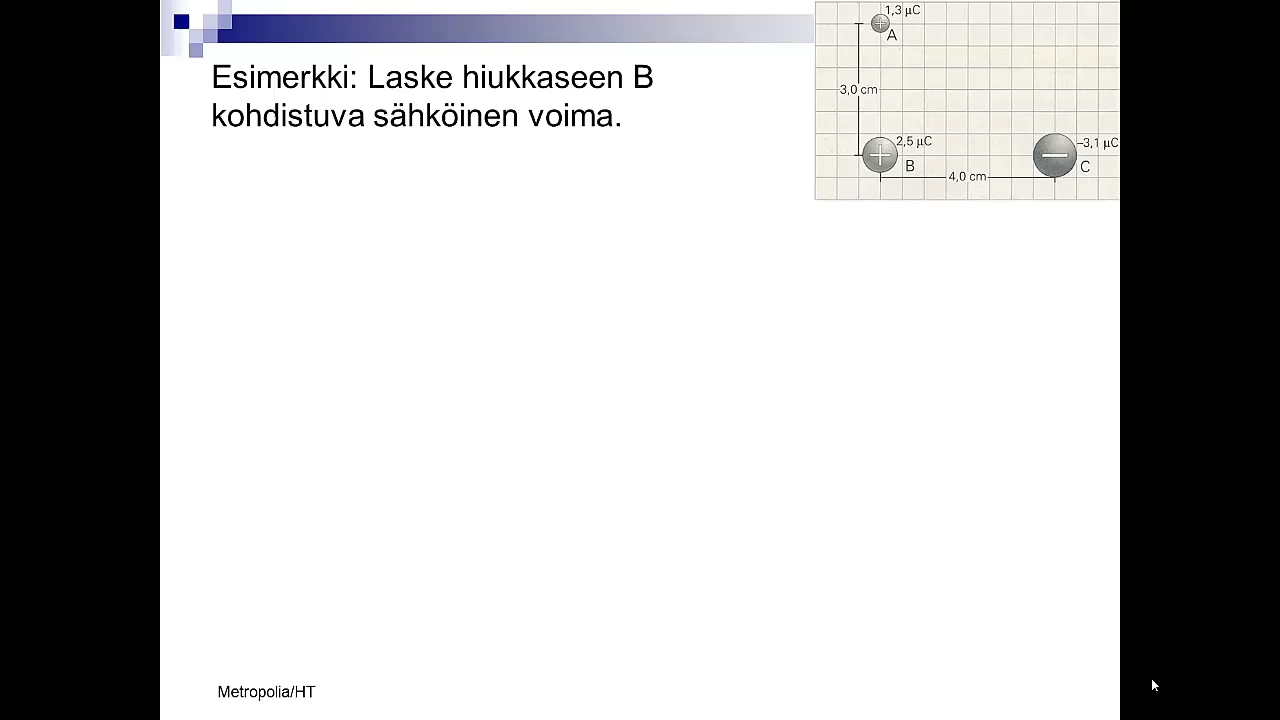 Esimerkki: Laske hiukkaseen B
kohdistuva sähköinen voima.
1,3 µC
A
3,0 cm
2,5 µC
B
–3,1 µC
C
4,0 cm
Metropolia/HT